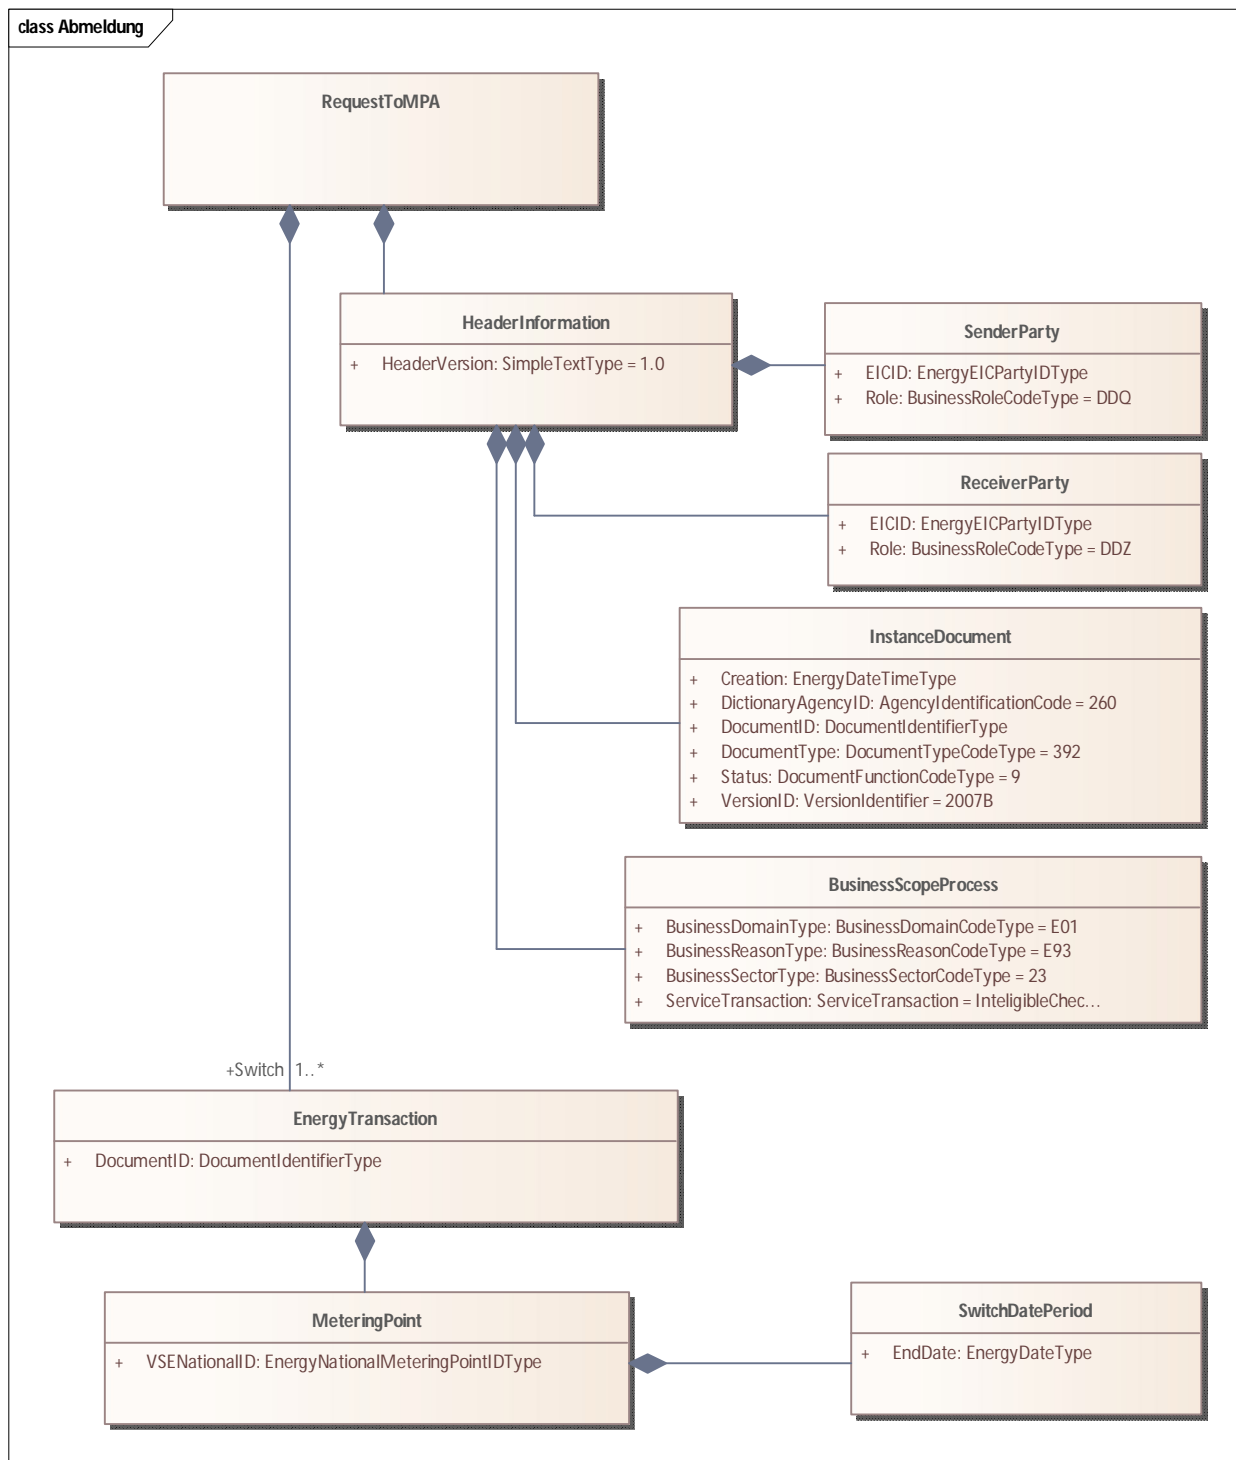 class Abmeldung
RequestToMPA
HeaderInformation
+ HeaderVersion: SimpleTextType = 1.0
SenderParty
+ EICID: EnergyEICPartyIDType
+ Role: BusinessRoleCodeType = DDQ
ReceiverParty
+ EICID: EnergyEICPartyIDType
+ Role: BusinessRoleCodeType = DDZ
InstanceDocument
+ Creation: EnergyDateTimeType
+ DictionaryAgencyID: AgencyIdentificationCode = 260
+ DocumentID: DocumentIdentifierType
+ DocumentType: DocumentTypeCodeType = 392
+ Status: DocumentFunctionCodeType = 9
+ VersionID: VersionIdentifier = 2007B
BusinessScopeProcess
+ BusinessDomainType: BusinessDomainCodeType = E01
+ BusinessReasonType: BusinessReasonCodeType = E93
+ BusinessSectorType: BusinessSectorCodeType = 23
+ ServiceTransaction: ServiceTransaction = InteligibleChec...
+Switch 1..*
EnergyTransaction
+ DocumentID: DocumentIdentifierType
MeteringPoint
+ VSENationalID: EnergyNationalMeteringPointIDType
SwitchDatePeriod
+ EndDate: EnergyDateType